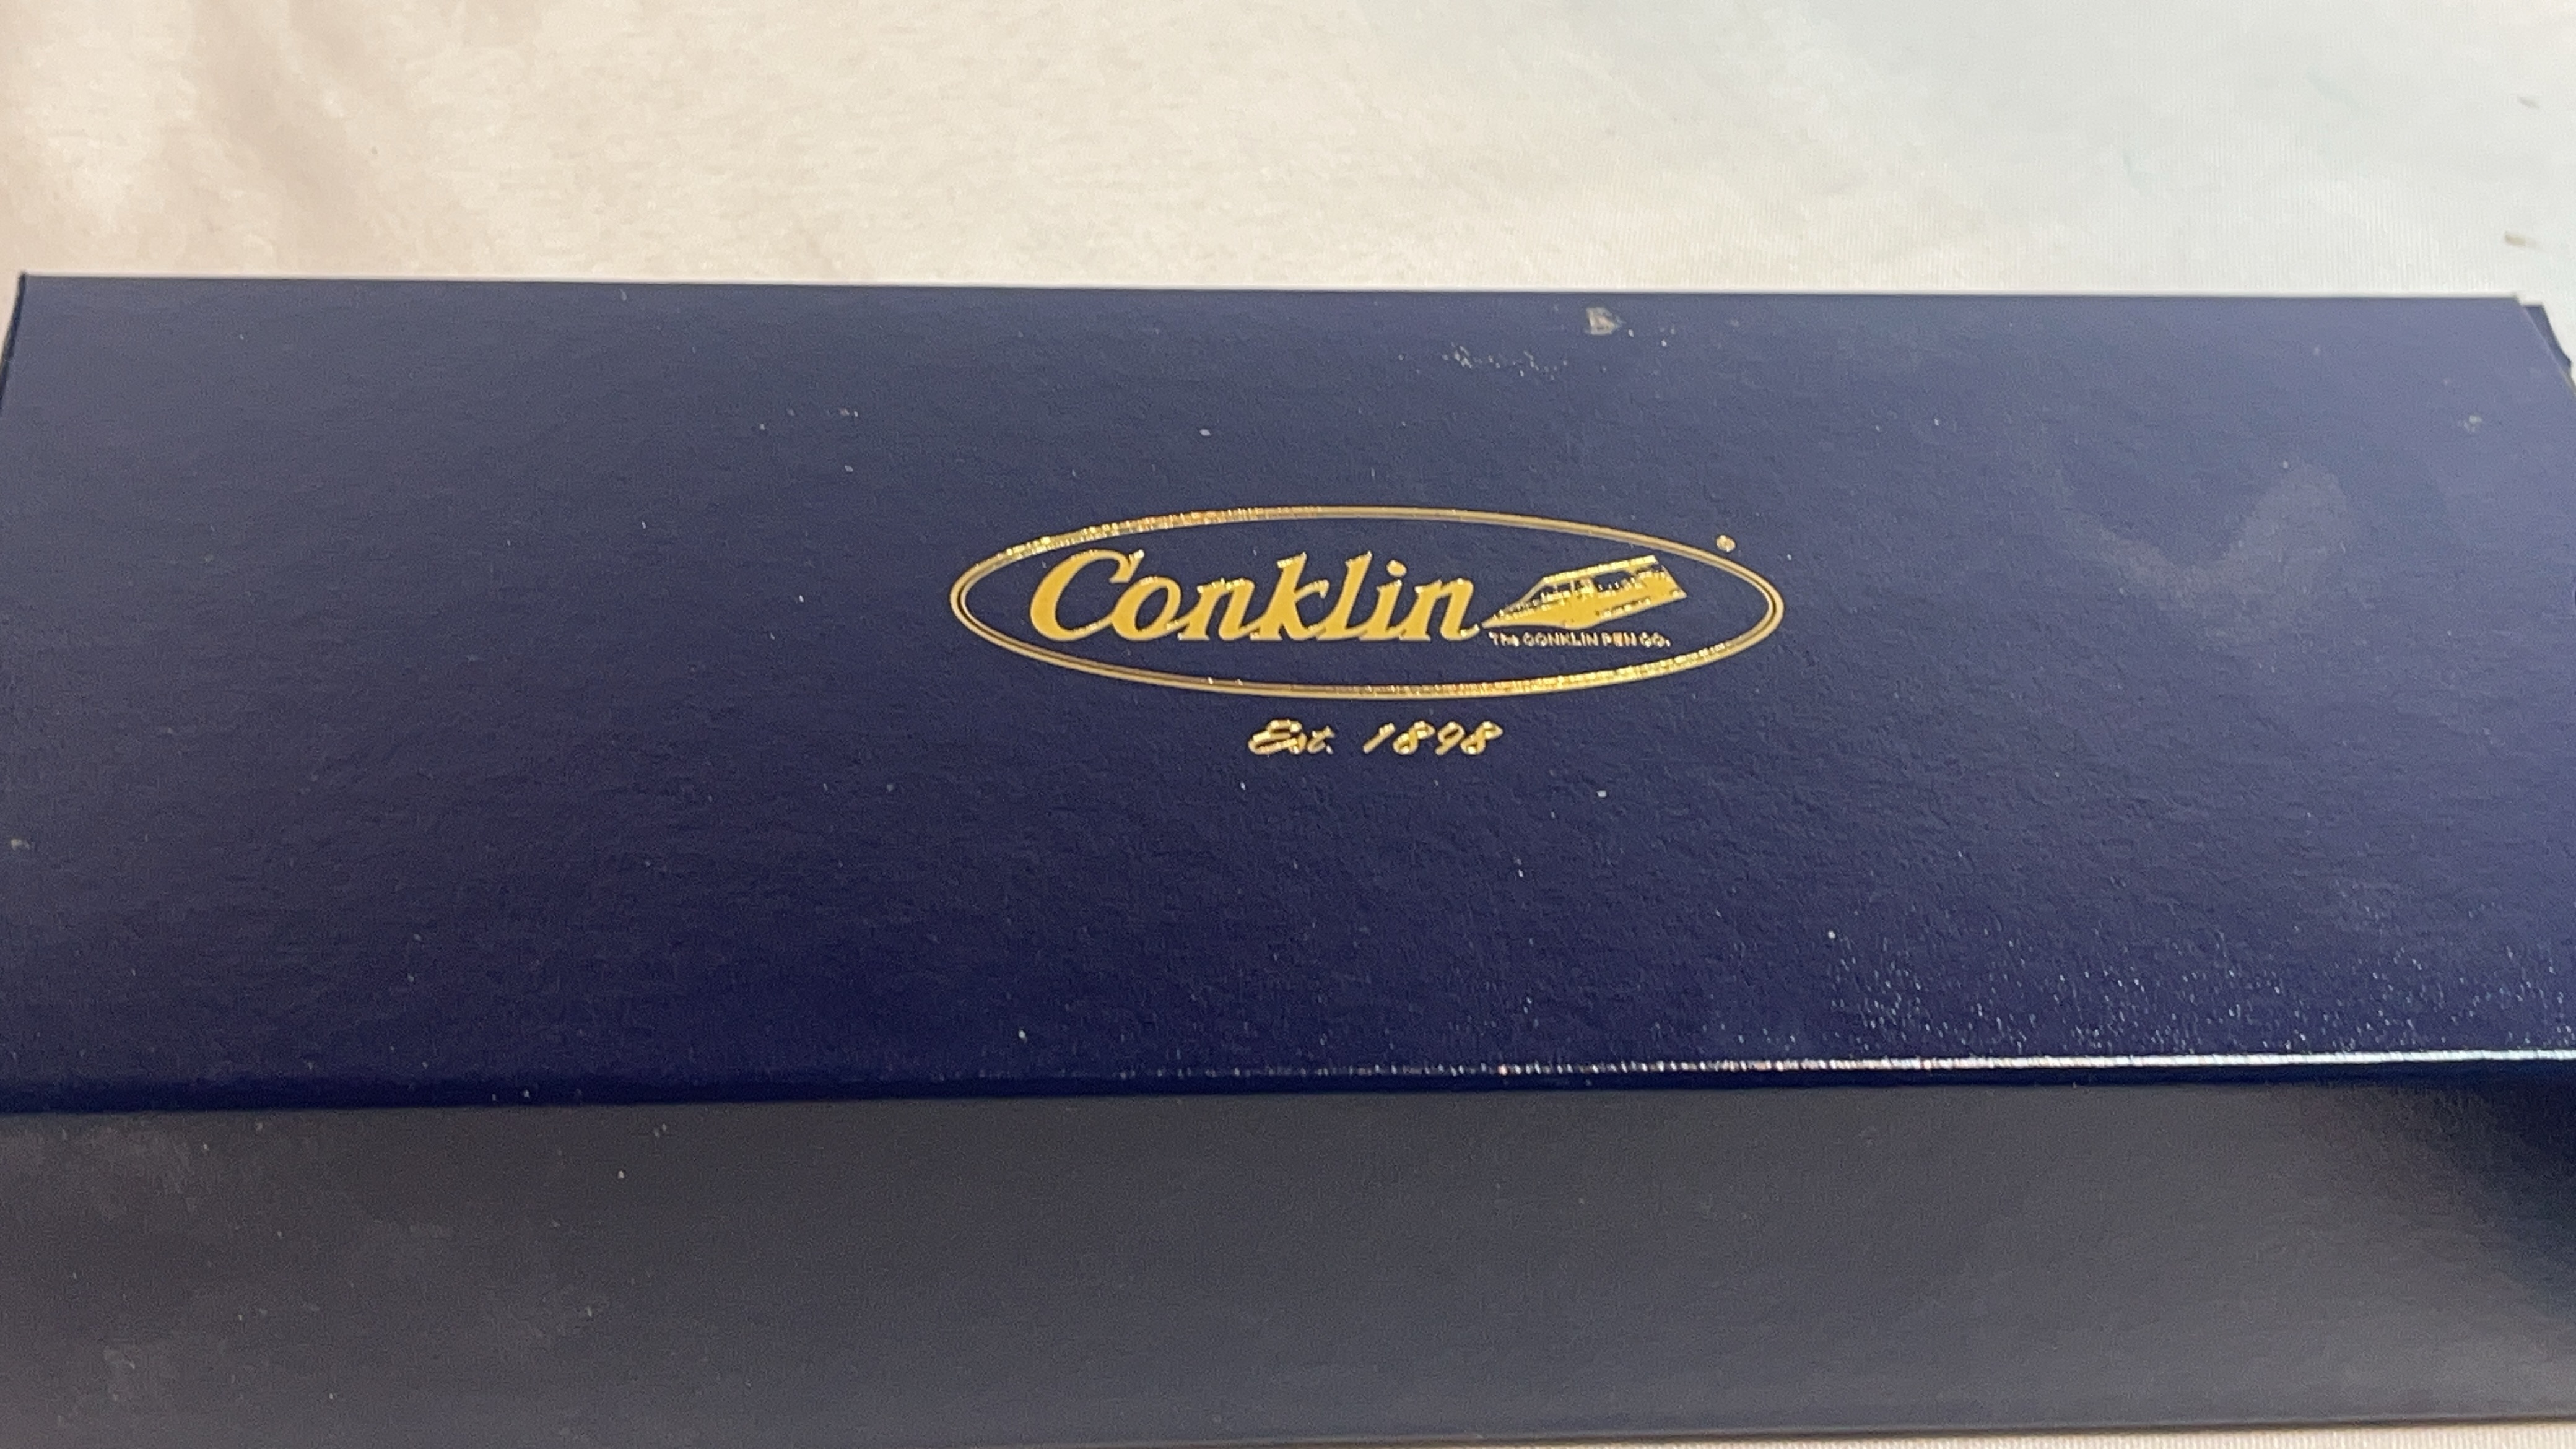 Conklin
The CONKLIN PEN CO.
Est. 1898